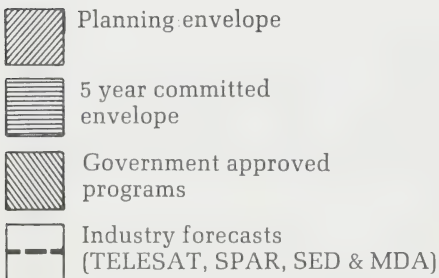 Planning envelope
5 year committed
envelope
Government approved
programs
Industry forecasts
(TELESAT, SPAR, SED & MDA)